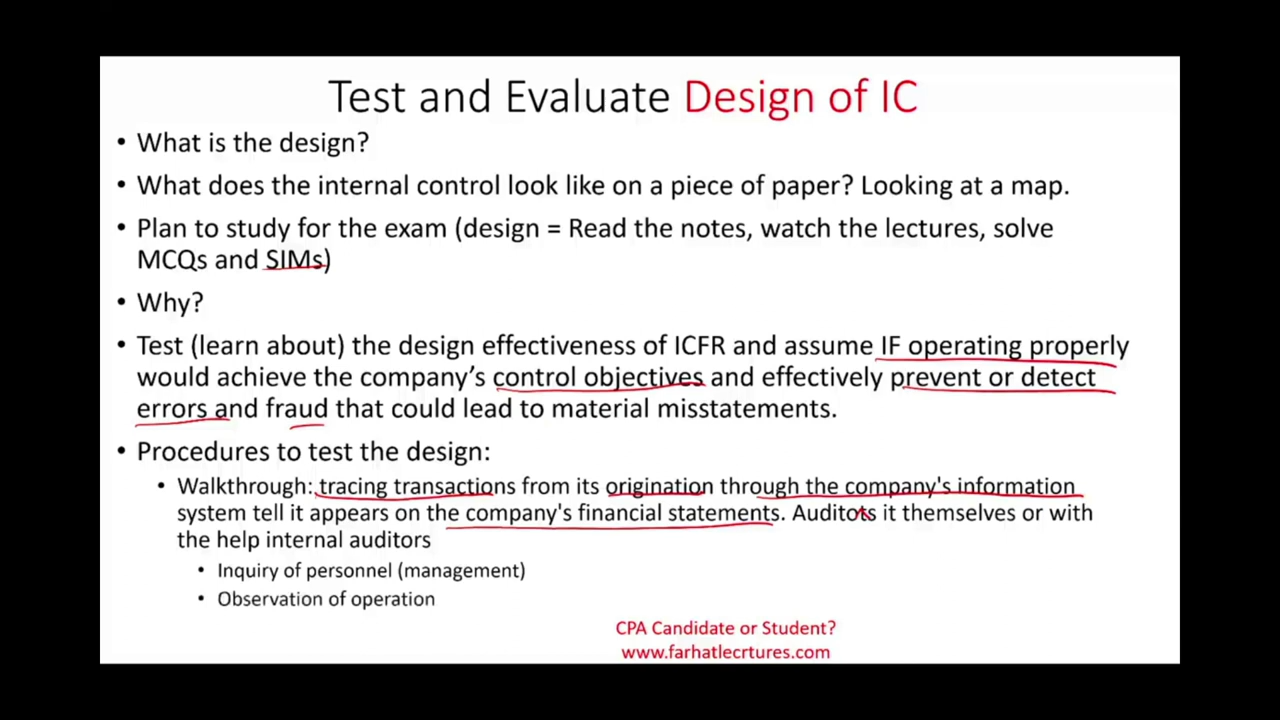 Test and Evaluate Design of IC
• What is the design?
• What does the internal control look like on a piece of paper? Looking at a map.
• Plan to study for the exam (design = Read the notes, watch the lectures, solve
MCQs and SIMs)
• Why?
• Test (learn about) the design effectiveness of ICFR and assume IF operating properly
would achieve the company's control objectives and effectively prevent or detect
errors and fraud that could lead to material misstatements.
• Procedures to test the design:
• Walkthrough: tracing transactions from its origination through the company's information
system tell it appears on the company's financial statements. Auditors it themselves or with
the help internal auditors
• Inquiry of personnel (management)
• Observation of operation
CPA Candidate or Student?
www.farhatlecrtures.com